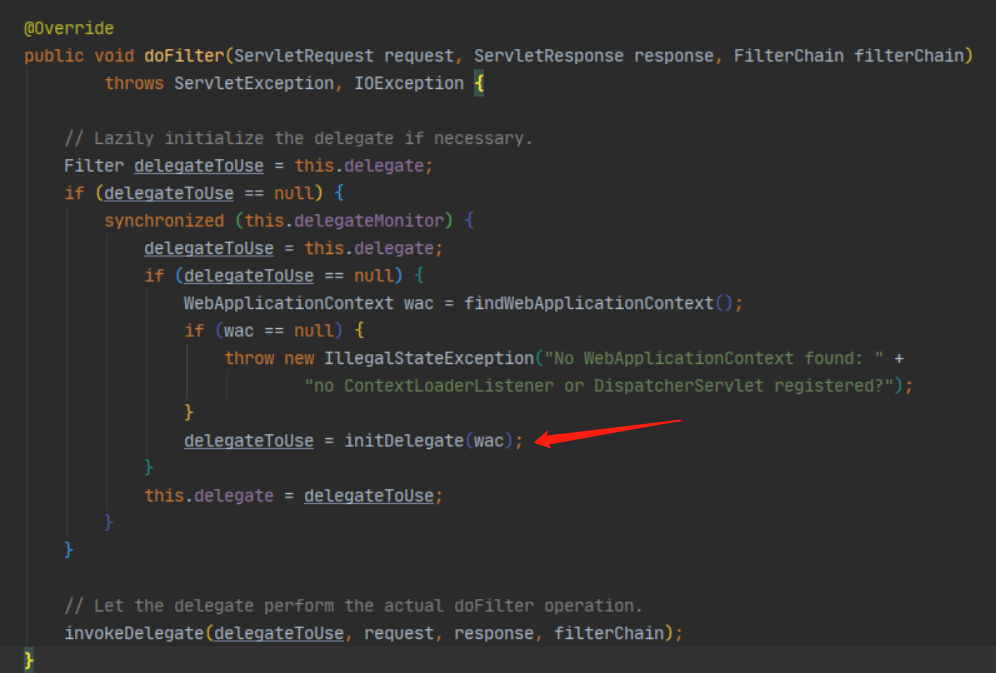 @Override
public void doFilter(ServletRequest request, ServletResponse response, FilterChain filterChain)
        throws ServletException, IOException {

    // Lazily initialize the delegate if necessary.
    Filter delegateToUse = this.delegate;
    if (delegateToUse == null) {
        synchronized (this.delegateMonitor) {
            delegateToUse = this.delegate;
            if (delegateToUse == null) {
                WebApplicationContext wac = findWebApplicationContext();
                if (wac == null) {
                    throw new IllegalStateException("No WebApplicationContext found: " +
                            "no ContextLoaderListener or DispatcherServlet registered?");
                }
                delegateToUse = initDelegate(wac);
            }
            this.delegate = delegateToUse;
        }
    }

    // Let the delegate perform the actual doFilter operation.
    invokeDelegate(delegateToUse, request, response, filterChain);
}